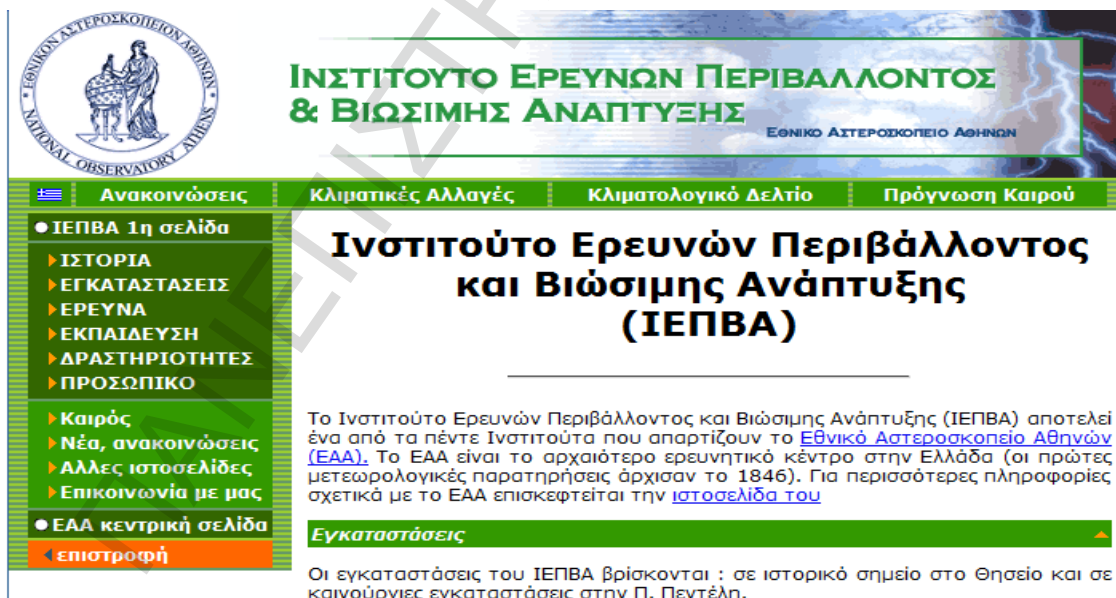 ΕΘΝΙΚΟΝ ΑΣΤΕΡΟΣΚΟΠΕΙΟΝ ΑΘΗΝΩΝ
NATIONAL OBSERVATORY ATHENS
ΙΝΣΤΙΤΟΥΤΟ ΕΡΕΥΝΩΝ ΠΕΡΙΒΑΛΛΟΝΤΟΣ
& ΒΙΩΣΙΜΗΣ ΑΝΑΠΤΥΞΗΣ
ΕΘΝΙΚΟ ΑΣΤΕΡΟΣΚΟΠΕΙΟ ΑΘΗΝΩΝ
Ανακοινώσεις Κλιματικές Αλλαγές Κλιματολογικό Δελτίο Πρόγνωση Καιρού
ΙΕΠΒΑ 1η σελίδα
ΙΣΤΟΡΙΑ
ΕΓΚΑΤΑΣΤΑΣΕΙΣ
ΕΡΕΥΝΑ
ΕΚΠΑΙΔΕΥΣΗ
ΔΡΑΣΤΗΡΙΟΤΗΤΕΣ
ΠΡΟΣΩΠΙΚΟ
Καιρός
Νέα, ανακοινώσεις
Αλλες ιστοσελίδες
Επικοινωνία με μας
ΕΑΑ κεντρική σελίδα
επιστροφή
Ινστιτούτο Ερευνών Περιβάλλοντος
και Βιώσιμης Ανάπτυξης
(ΙΕΠΒΑ)
Το Ινστιτούτο Ερευνών Περιβάλλοντος και Βιώσιμης Ανάπτυξης (ΙΕΠΒΑ) αποτελεί
ένα από τα πέντε Ινστιτούτα που απαρτίζουν το Εθνικό Αστεροσκοπείο Αθηνών
(ΕΑΑ). Το ΕΑΑ είναι το αρχαιότερο ερευνητικό κέντρο στην Ελλάδα (οι πρώτες
μετεωρολογικές παρατηρήσεις άρχισαν το 1846). Για περισσότερες πληροφορίες
σχετικά με το ΕΑΑ επισκεφτείται την ιστοσελίδα του
Εγκαταστάσεις
Οι εγκαταστάσεις του ΙΕΠΒΑ βρίσκονται : σε ιστορικό σημείο στο Θησείο και σε
καινούργιες εγκαταστάσεις στην Π. Πεντέλη.